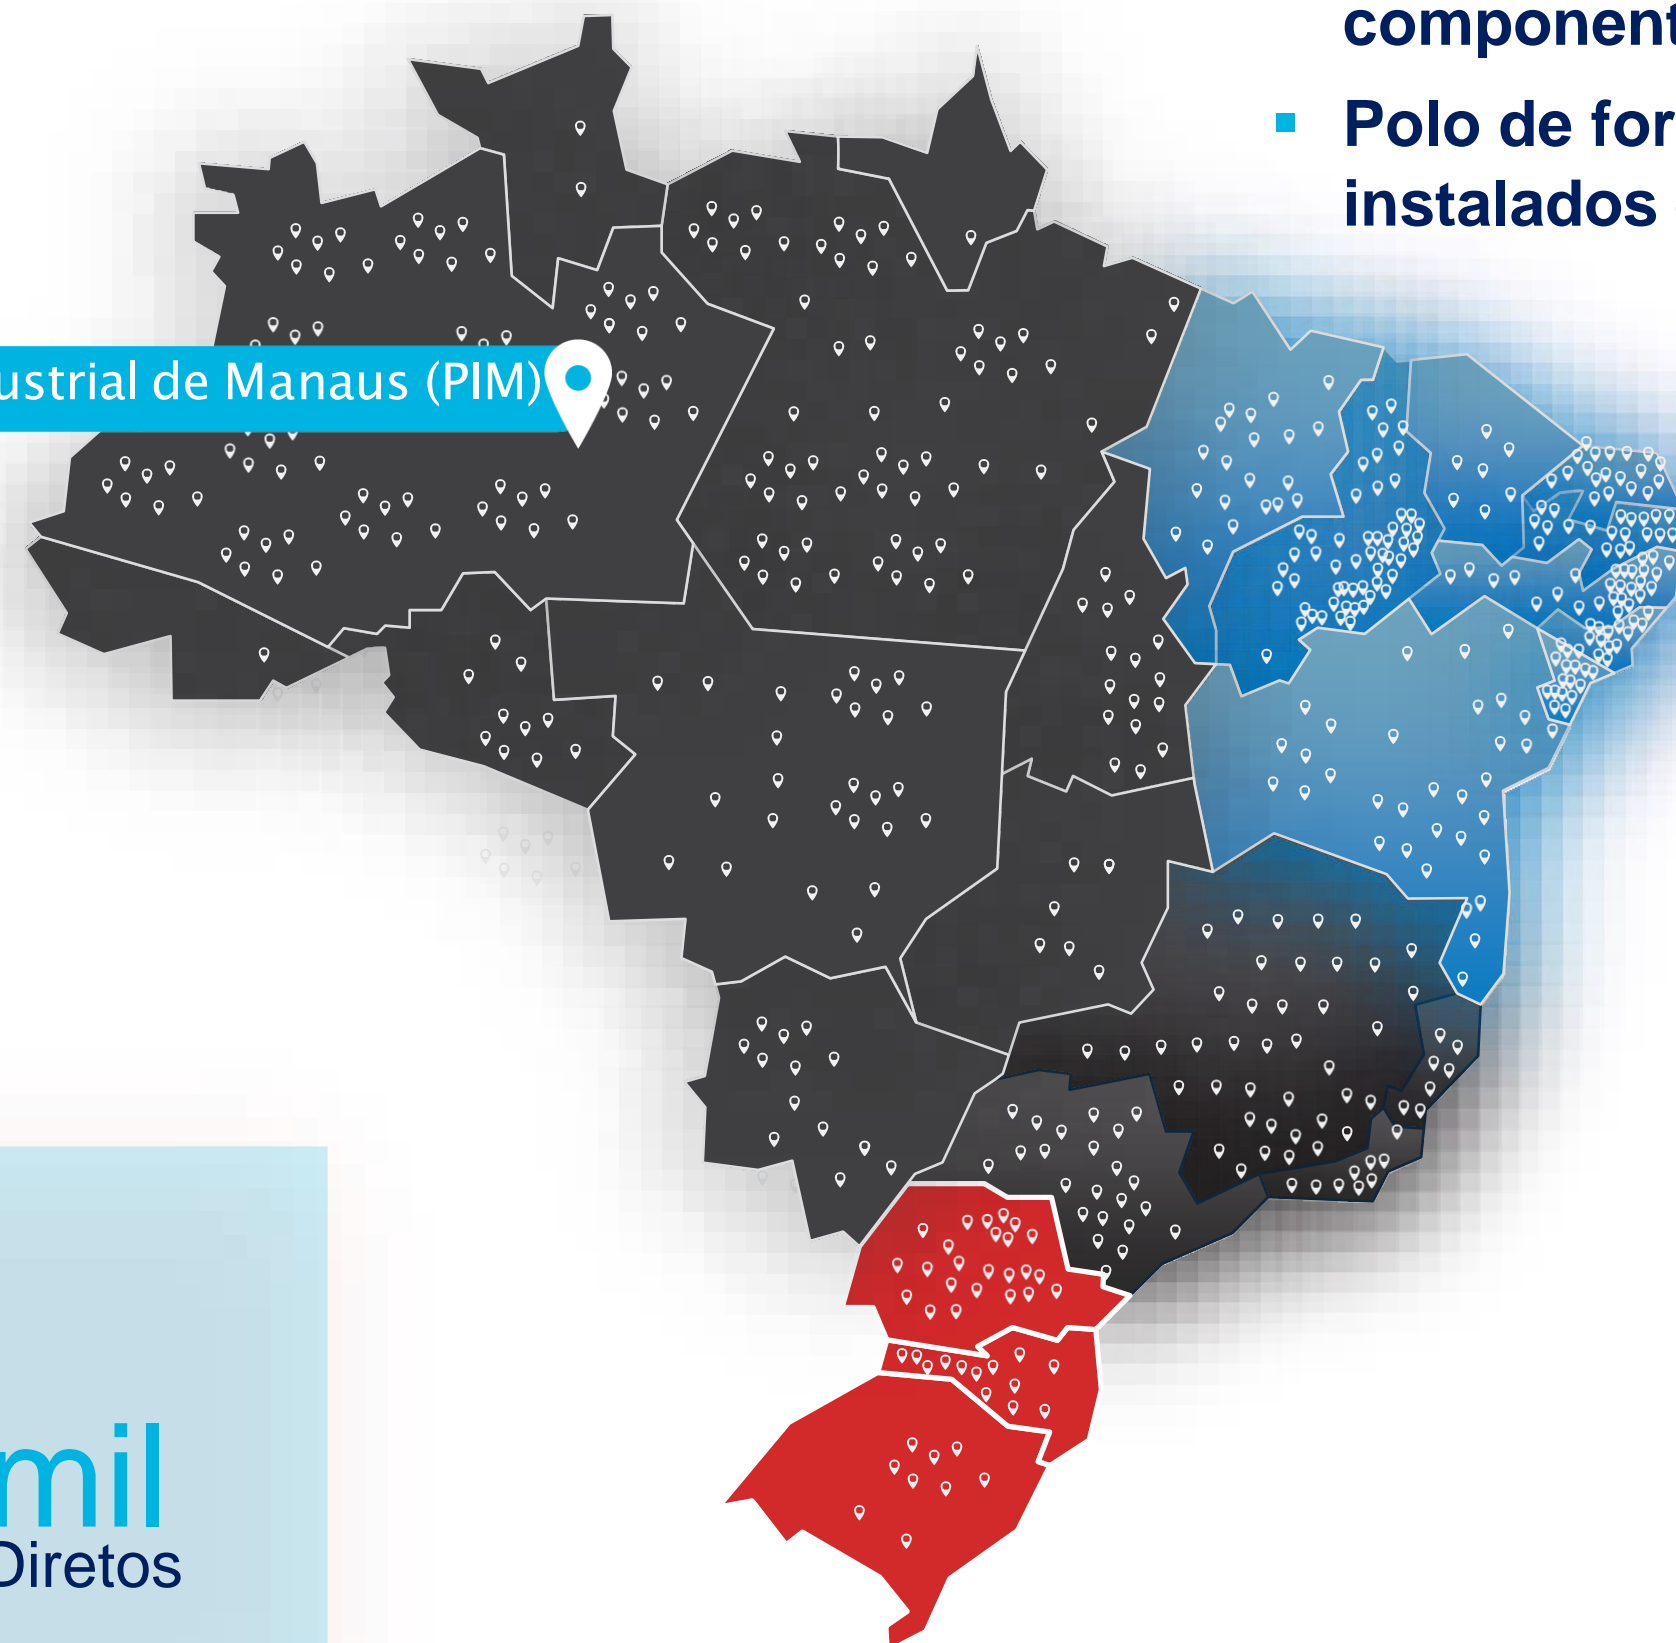 component
Polo de for
instalados
ustrial de Manaus (PIM)
mil
Diretos